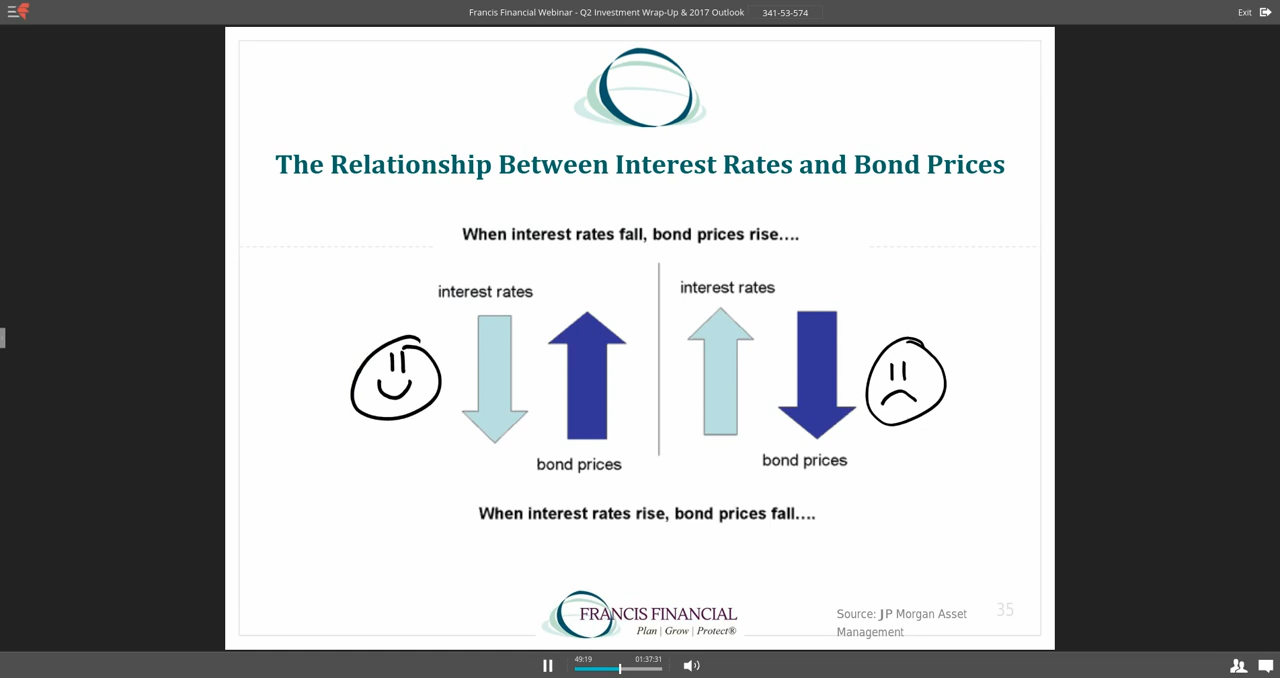 Francis Financial Webinar - Q2 Investment Wrap-Up & 2017 Outlook
341-53-574
Exit
The Relationship Between Interest Rates and Bond Prices
When interest rates fall, bond prices rise....
interest rates
interest rates
bond prices
bond prices
When interest rates rise, bond prices fall....
FRANCIS FINANCIAL
Plan | Grow | Protect®
Source: JP Morgan Asset
Management
35
49:19
01:37:31